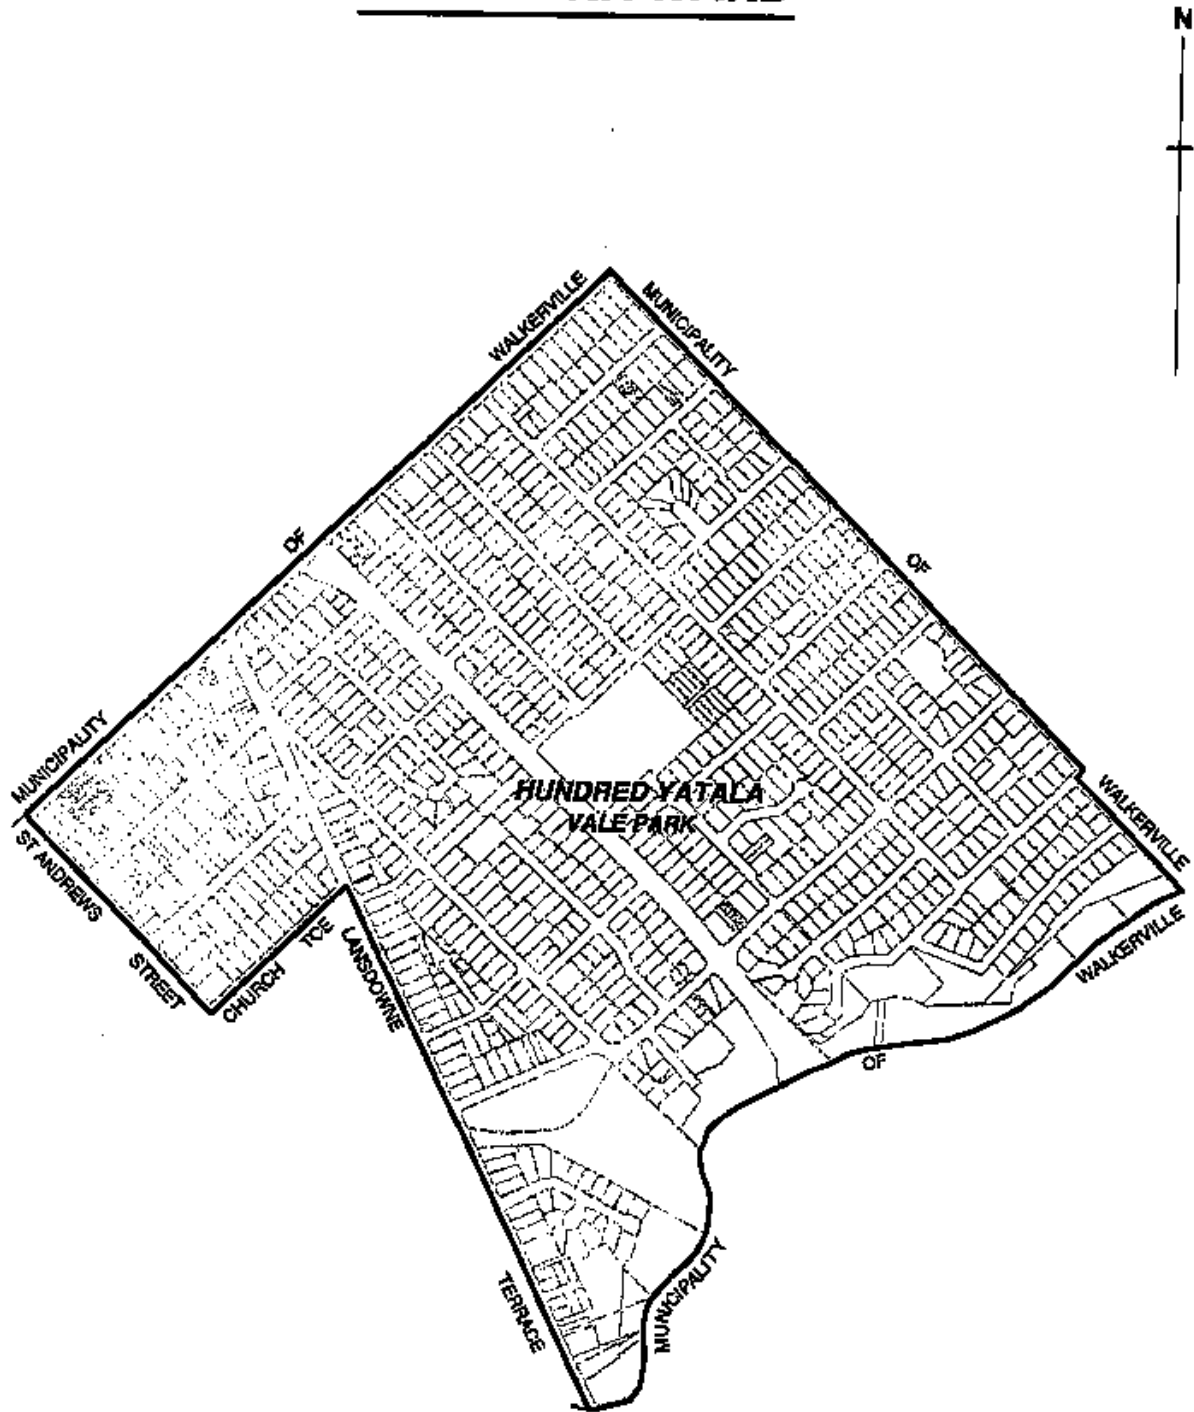 N
MUNICIPALITY OF WALKERVILLE
MUNICIPALITY OF WALKERVILLE
HUNDRED YATALA
VALE PARK
ST ANDREWS STREET
CHURCH TCE
LANSDOWNE TERRACE
MUNICIPALITY OF WALKERVILLE